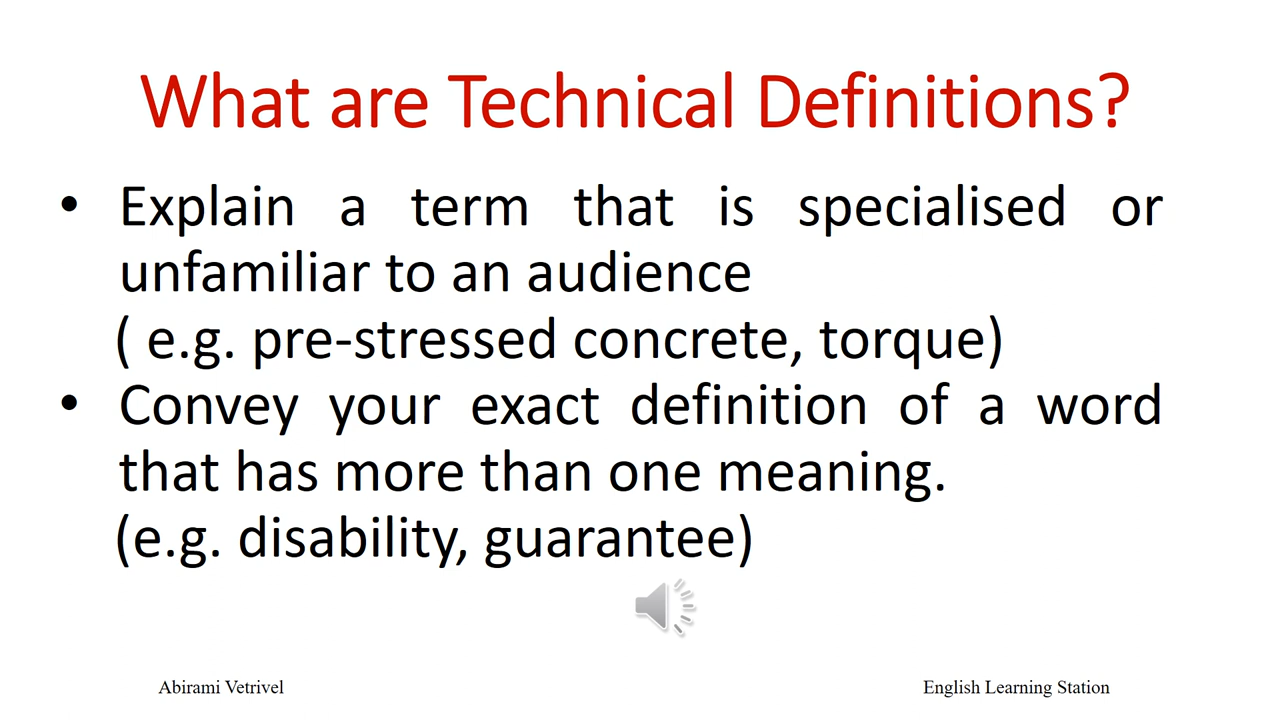 What are Technical Definitions?
• Explain a term that is specialised or
unfamiliar to an audience
( e.g. pre-stressed concrete, torque)
• Convey your exact definition of a word
that has more than one meaning.
(e.g. disability, guarantee)
Abirami Vetrivel
English Learning Station